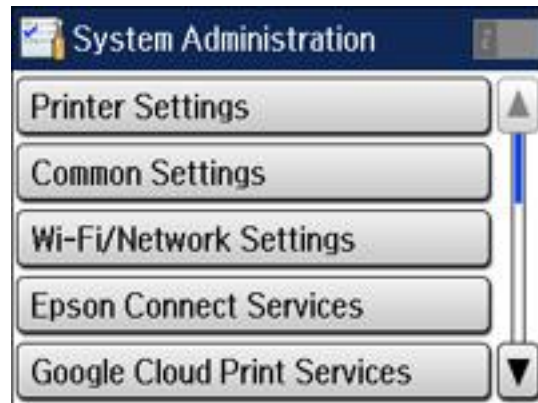 System Administration
Printer Settings
Common Settings
Wi-Fi/Network Settings
Epson Connect Services
Google Cloud Print Services